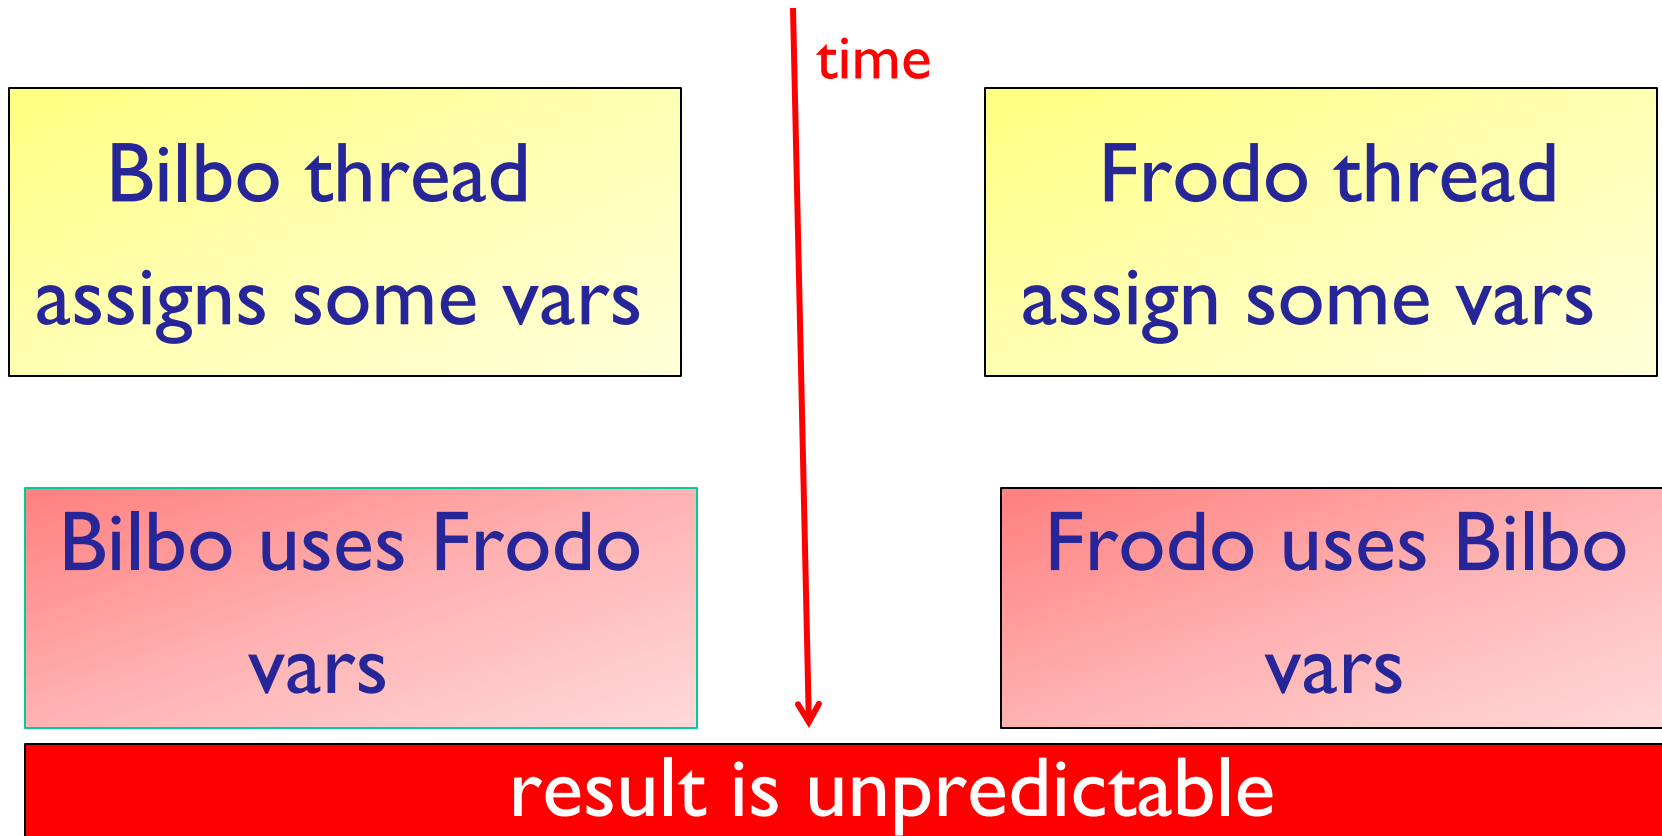 time
Bilbo thread
assigns some vars
Frodo thread
assign some vars
Bilbo uses Frodo
vars
Frodo uses Bilbo
vars
result is unpredictable